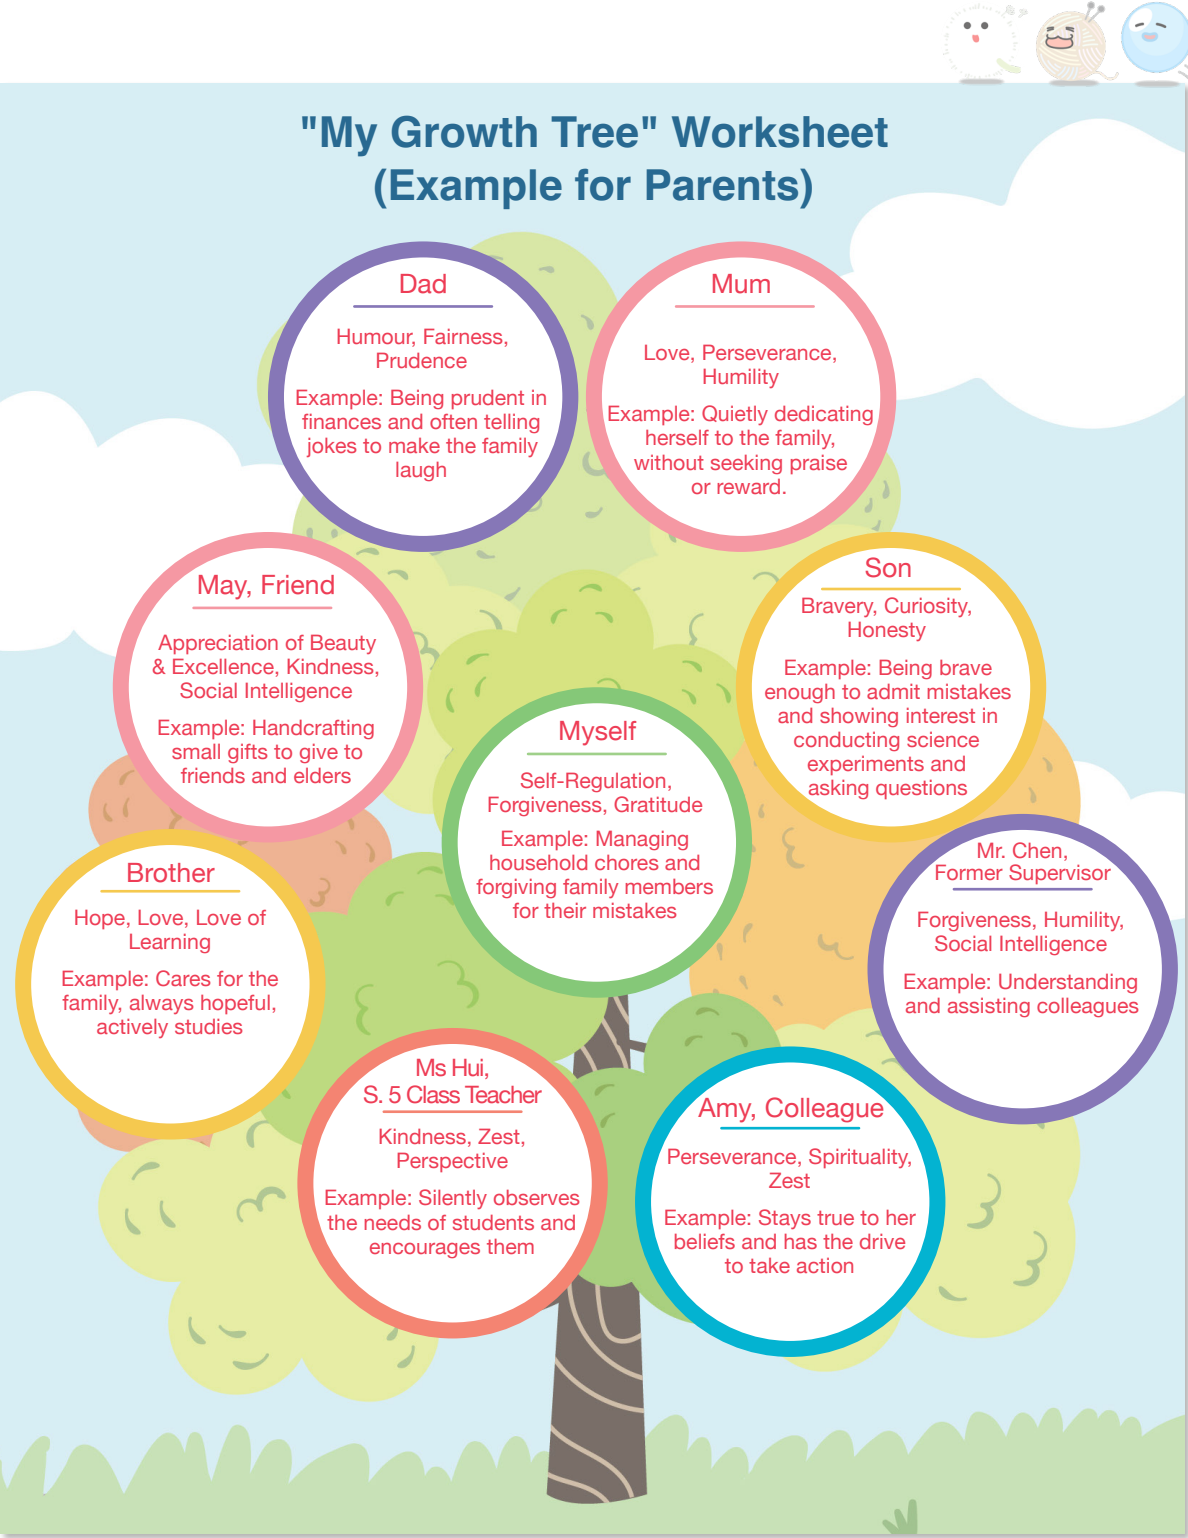 "My Growth Tree" Worksheet
(Example for Parents)
Dad
Humour, Fairness,
Prudence
Example: Being prudent in
finances and often telling
jokes to make the family
laugh
Mum
Love, Perseverance,
Humility
Example: Quietly dedicating
herself to the family,
without seeking praise
or reward.
May, Friend
Appreciation of Beauty
& Excellence, Kindness,
Social Intelligence
Example: Handcrafting
small gifts to give to
friends and elders
Son
Bravery, Curiosity,
Honesty
Example: Being brave
enough to admit mistakes
and showing interest in
conducting science
experiments and
asking questions
Myself
Self-Regulation,
Forgiveness, Gratitude
Example: Managing
household chores and
forgiving family members
for their mistakes
Brother
Hope, Love, Love of
Learning
Example: Cares for the
family, always hopeful,
actively studies
Mr. Chen,
Former Supervisor
Forgiveness, Humility,
Social Intelligence
Example: Understanding
and assisting colleagues
Ms Hui,
S. 5 Class Teacher
Kindness, Zest,
Perspective
Example: Silently observes
the needs of students and
encourages them
Amy, Colleague
Perseverance, Spirituality,
Zest
Example: Stays true to her
beliefs and has the drive
to take action